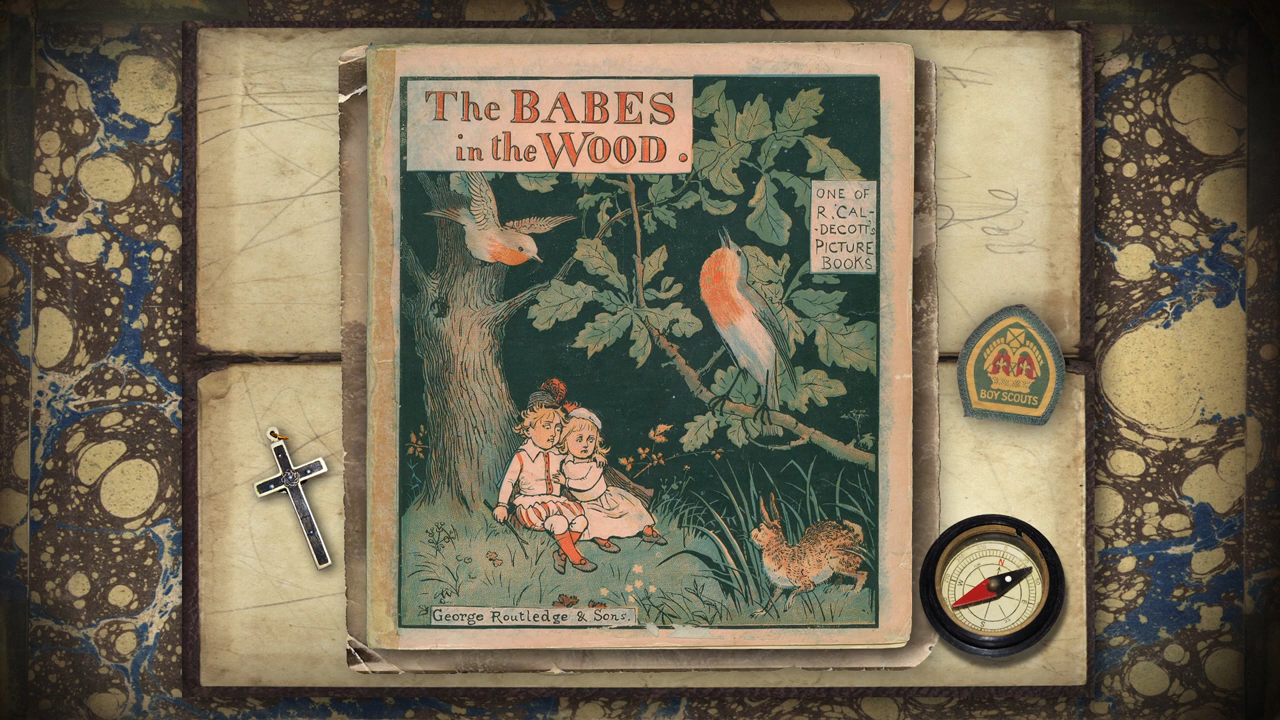 The BABES
in the WOOD.
ONE OF
R. CAL-
-DECOTT'S
PICTURE
BOOKS
George Routledge & Sons.
BOY SCOUTS
N
S